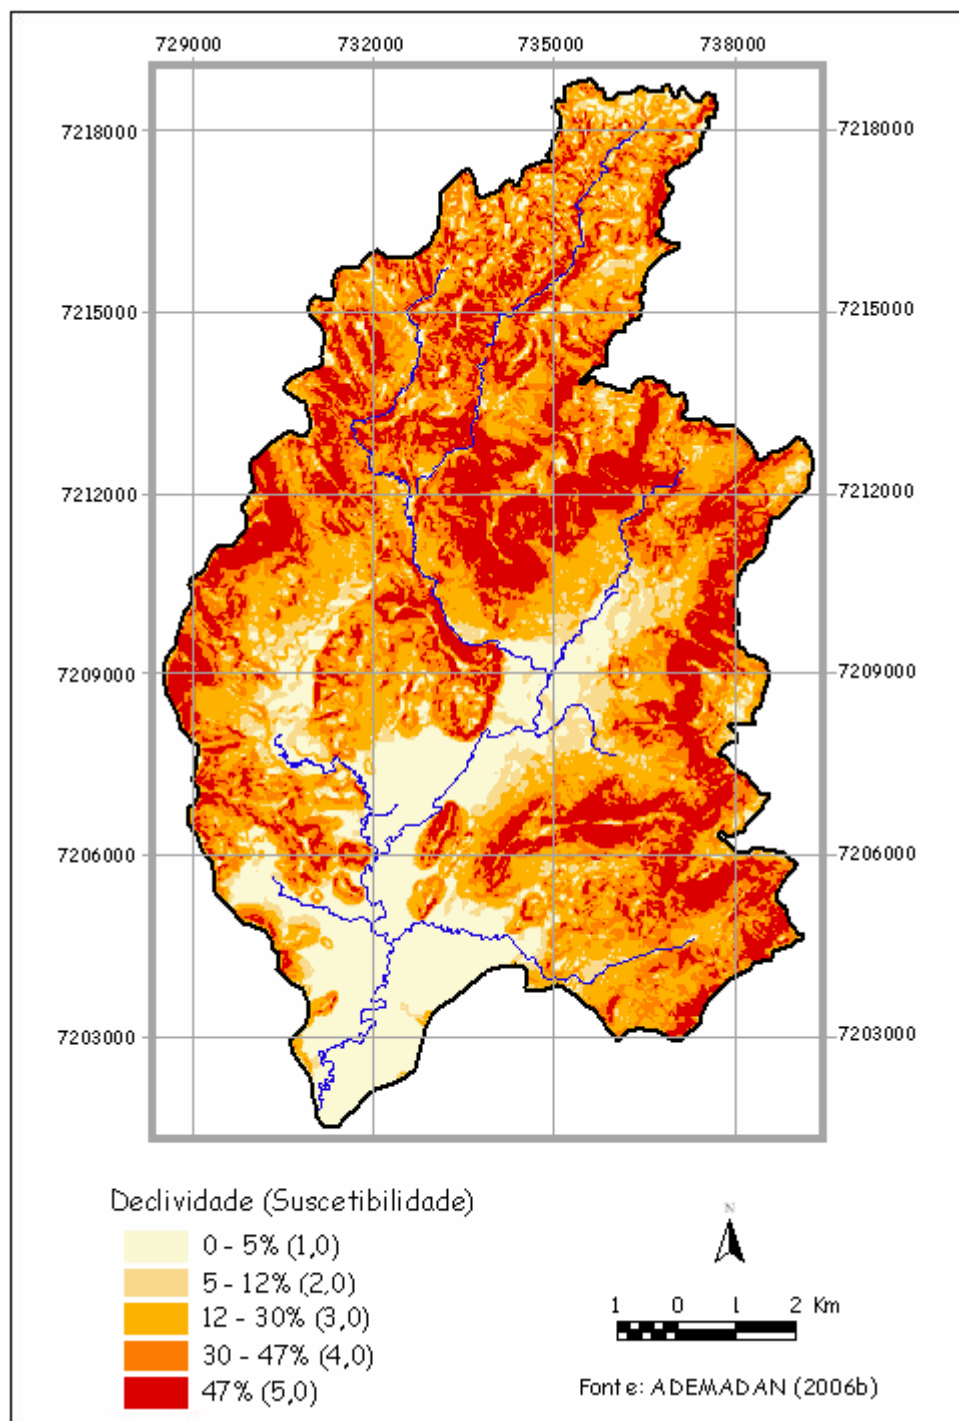 729000 732000 735000 738000
7218000 7218000
7215000 7215000
7212000 7212000
7209000 7209000
7206000 7206000
7203000 7203000
Declividade (Suscetibilidade)
0 - 5% (1,0)
5 - 12% (2,0)
12 - 30% (3,0)
30 - 47% (4,0)
47% (5,0)
N
1 0 1 2 Km
Fonte: ADEMADAN (2006b)